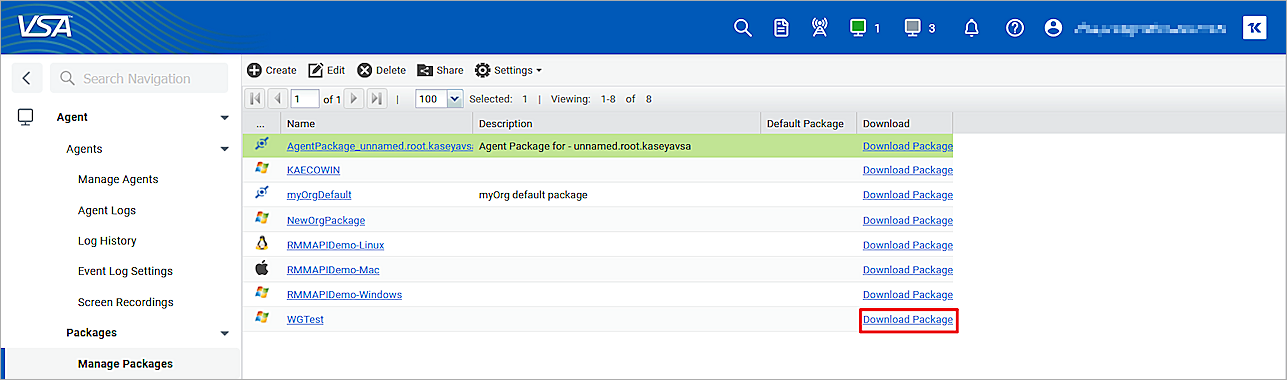 VSA
1
3
Search Navigation
Create Edit Delete Share Settings
1 of 1 | 100 Selected: 1 | Viewing: 1-8 of 8
... Name Description Default Package Download
Agent
AgentPackage_unnamed.root.kaseyavsa Agent Package for - unnamed.root.kaseyavsa Download Package
Agents
KAECOWIN Download Package
Manage Agents
myOrgDefault myOrg default package Download Package
Agent Logs
NewOrgPackage Download Package
Log History
RMMAPIDemo-Linux Download Package
Event Log Settings
RMMAPIDemo-Mac Download Package
Screen Recordings
RMMAPIDemo-Windows Download Package
Packages
WGTest Download Package
Manage Packages